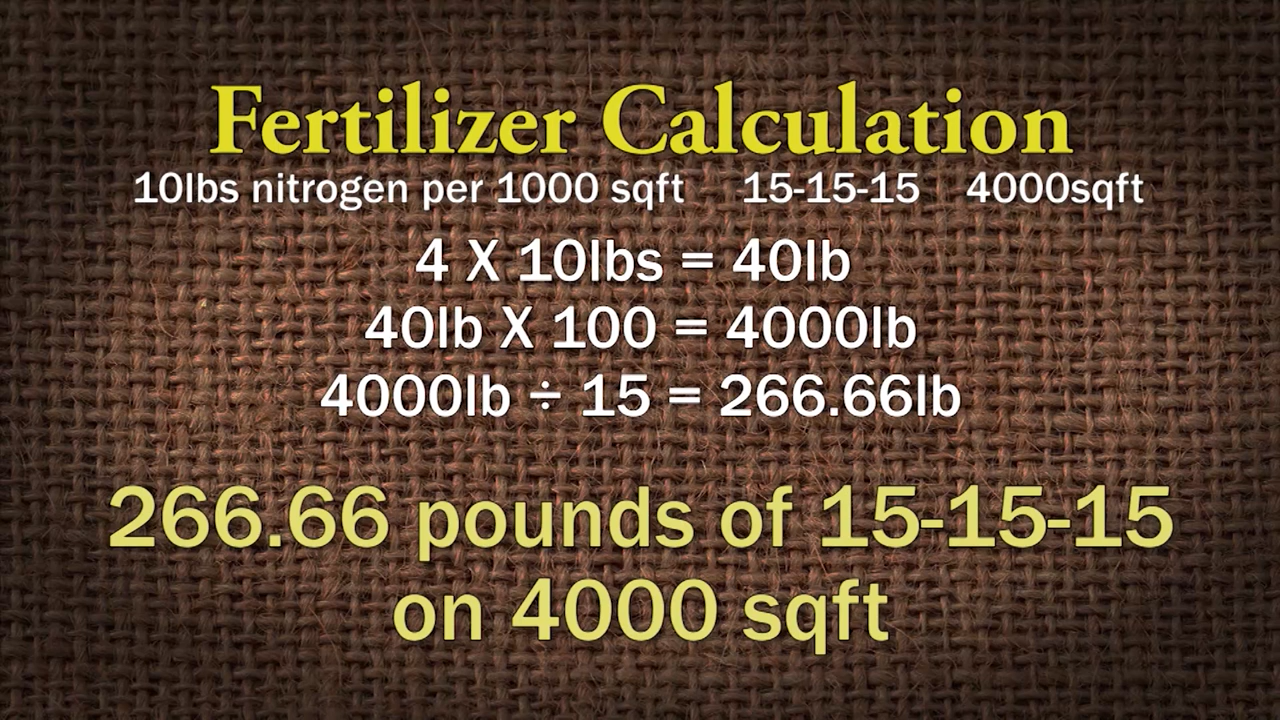 Fertilizer Calculation
10lbs nitrogen per 1000 sqft 15-15-15 4000sqft
4 X 10lbs = 40lb
40lb X 100 = 4000lb
4000lb ÷ 15 = 266.66lb
266.66 pounds of 15-15-15
on 4000 sqft